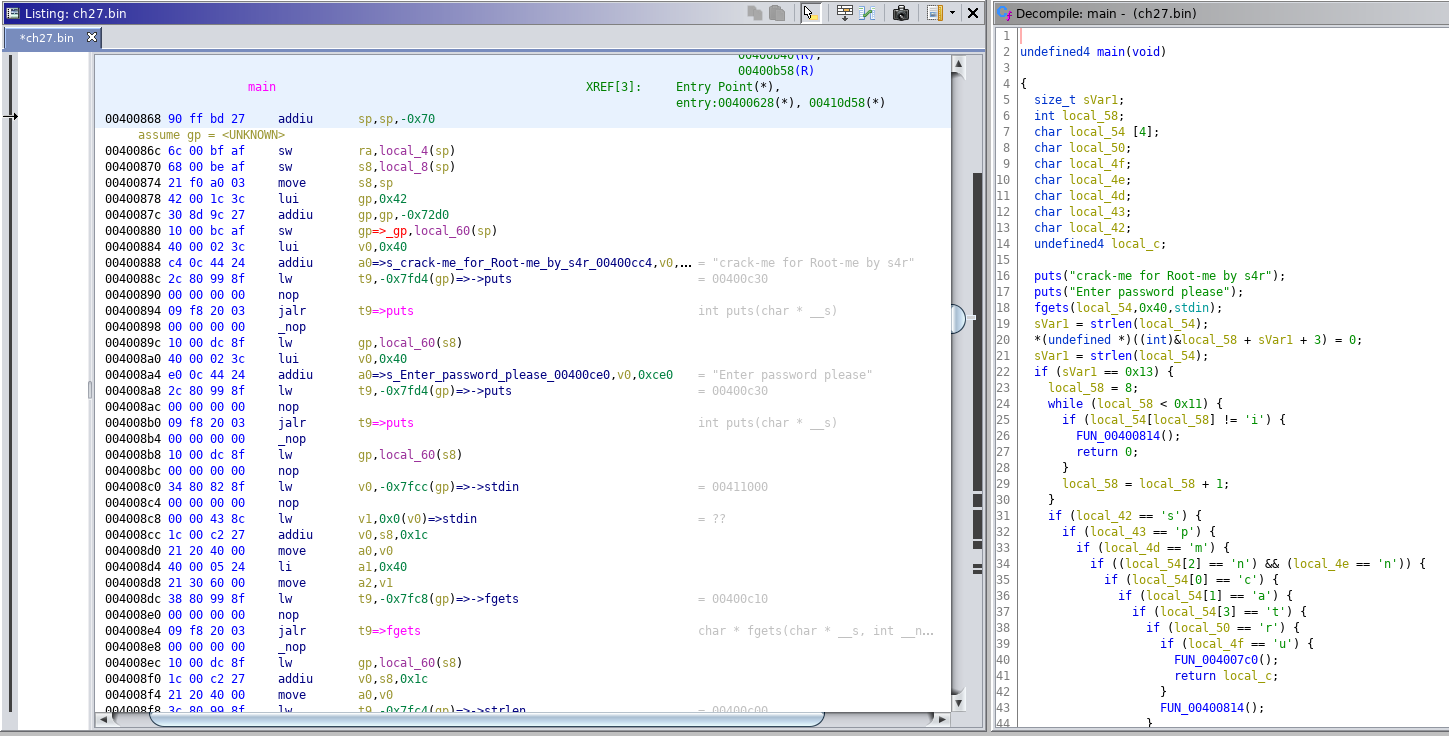 Listing: ch27.bin
*ch27.bin
00400b40(R),
00400b58(R)
main XREF[3]: Entry Point(*),
entry:00400628(*), 00410d58(*)
00400868 90 ff bd 27 addiu sp,sp,-0x70
assume gp = <UNKNOWN>
0040086c 6c 00 bf af sw ra,local_4(sp)
00400870 68 00 be af sw s8,local_8(sp)
00400874 21 f0 a0 03 move s8,sp
00400878 42 00 1c 3c lui gp,0x42
0040087c 30 8d 9c 27 addiu gp,gp,-0x72d0
00400880 10 00 bc af sw gp=>_gp,local_60(sp)
00400884 40 00 02 3c lui v0,0x40
00400888 c4 0c 44 24 addiu a0=>s_crack-me_for_Root-me_by_s4r_00400cc4,v0,... = "crack-me for Root-me by s4r"
0040088c 2c 80 99 8f lw t9,-0x7fd4(gp)=>->puts = 00400c30
00400890 00 00 00 00 nop
00400894 09 f8 20 03 jalr t9=>puts int puts(char * __s)
00400898 00 00 00 00 _nop
0040089c 10 00 dc 8f lw gp,local_60(s8)
004008a0 40 00 02 3c lui v0,0x40
004008a4 e0 0c 44 24 addiu a0=>s_Enter_password_please_00400ce0,v0,0xce0 = "Enter password please"
004008a8 2c 80 99 8f lw t9,-0x7fd4(gp)=>->puts = 00400c30
004008ac 00 00 00 00 nop
004008b0 09 f8 20 03 jalr t9=>puts int puts(char * __s)
004008b4 00 00 00 00 _nop
004008b8 10 00 dc 8f lw gp,local_60(s8)
004008bc 00 00 00 00 nop
004008c0 34 80 82 8f lw v0,-0x7fcc(gp)=>->stdin = 00411000
004008c4 00 00 00 00 nop
004008c8 00 00 43 8c lw v1,0x0(v0)=>stdin = ??
004008cc 1c 00 c2 27 addiu v0,s8,0x1c
004008d0 21 20 40 00 move a0,v0
004008d4 40 00 05 24 li a1,0x40
004008d8 21 30 60 00 move a2,v1
004008dc 38 80 99 8f lw t9,-0x7fc8(gp)=>->fgets = 00400c10
004008e0 00 00 00 00 nop
004008e4 09 f8 20 03 jalr t9=>fgets char * fgets(char * __s, int __n...
004008e8 00 00 00 00 _nop
004008ec 10 00 dc 8f lw gp,local_60(s8)
004008f0 1c 00 c2 27 addiu v0,s8,0x1c
004008f4 21 20 40 00 move a0,v0
004008f8 3c 80 99 8f lw t9,-0x7fc4(gp)=>->strlen = 00400c00
Decompile: main - (ch27.bin)
1
2 undefined4 main(void)
3
4 {
5 size_t sVar1;
6 int local_58;
7 char local_54 [4];
8 char local_50;
9 char local_4f;
10 char local_4e;
11 char local_4d;
12 char local_43;
13 char local_42;
14 undefined4 local_c;
15
16 puts("crack-me for Root-me by s4r");
17 puts("Enter password please");
18 fgets(local_54,0x40,stdin);
19 sVar1 = strlen(local_54);
20 *(undefined *)((int)&local_58 + sVar1 + 3) = 0;
21 sVar1 = strlen(local_54);
22 if (sVar1 == 0x13) {
23 local_58 = 8;
24 while (local_58 < 0x11) {
25 if (local_54[local_58] != 'i') {
26 FUN_00400814();
27 return 0;
28 }
29 local_58 = local_58 + 1;
30 }
31 if (local_42 == 's') {
32 if (local_43 == 'p') {
33 if (local_4d == 'm') {
34 if ((local_54[2] == 'n') && (local_4e == 'n')) {
35 if (local_54[0] == 'c') {
36 if (local_54[1] == 'a') {
37 if (local_54[3] == 't') {
38 if (local_50 == 'r') {
39 if (local_4f == 'u') {
40 FUN_004007c0();
41 return local_c;
42 }
43 FUN_00400814();
44 }